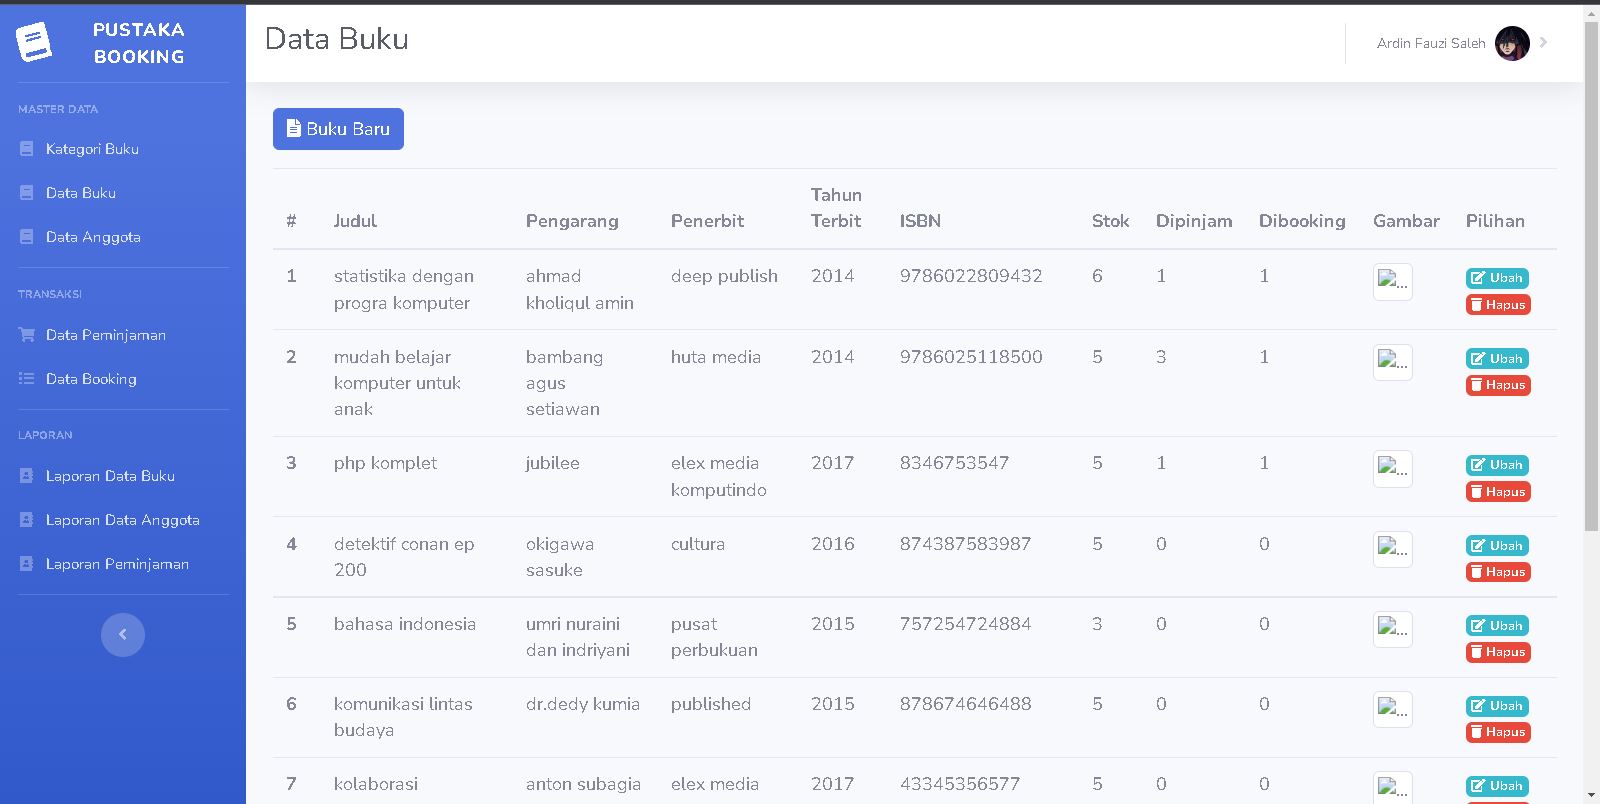 PUSTAKA
BOOKING
MASTER DATA
Kategori Buku
Data Buku
Data Anggota
TRANSAKSI
Data Peminjaman
Data Booking
LAPORAN
Laporan Data Buku
Laporan Data Anggota
Laporan Peminjaman
Data Buku
Ardin Fauzi Saleh
Buku Baru
# Judul Pengarang Penerbit Tahun Terbit ISBN Stok Dipinjam Dibooking Gambar Pilihan
1 statistika dengan ahmad deep publish 2014 9786022809432 6 1 1 ... Ubah
progra komputer kholiqul amin Hapus
2 mudah belajar bambang huta media 2014 9786025118500 5 3 1 ... Ubah
komputer untuk agus Hapus
anak setiawan
3 php komplet jubilee elex media 2017 8346753547 5 1 1 ... Ubah
komputindo Hapus
4 detektif conan ep okigawa cultura 2016 874387583987 5 0 0 ... Ubah
200 sasuke Hapus
5 bahasa indonesia umri nuraini pusat 2015 757254724884 3 0 0 ... Ubah
dan indriyani perbukuan Hapus
6 komunikasi lintas dr.dedy kumia published 2015 878674646488 5 0 0 ... Ubah
budaya Hapus
7 kolaborasi anton subagia elex media 2017 43345356577 5 0 0 ... Ubah